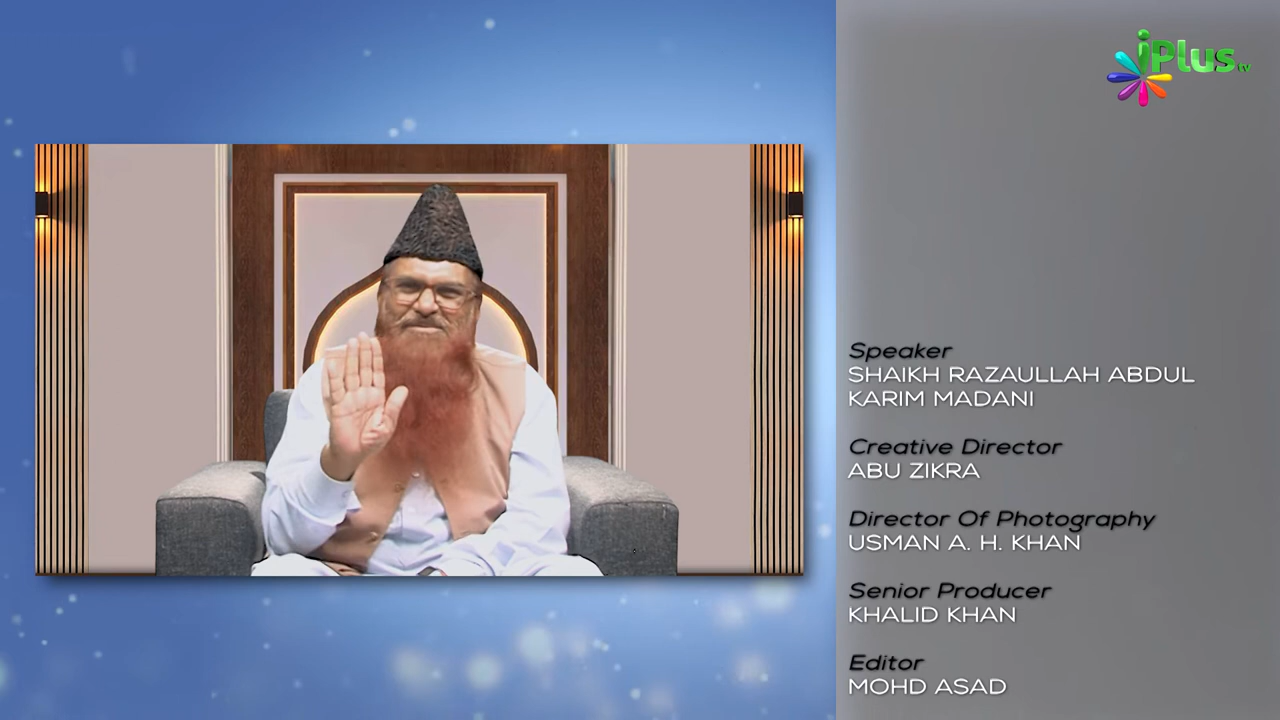 iPlus tv
Speaker
SHAIKH RAZAULLAH ABDUL
KARIM MADANI
Creative Director
ABU ZIKRA
Director Of Photography
USMAN A. H. KHAN
Senior Producer
KHALID KHAN
Editor
MOHD ASAD